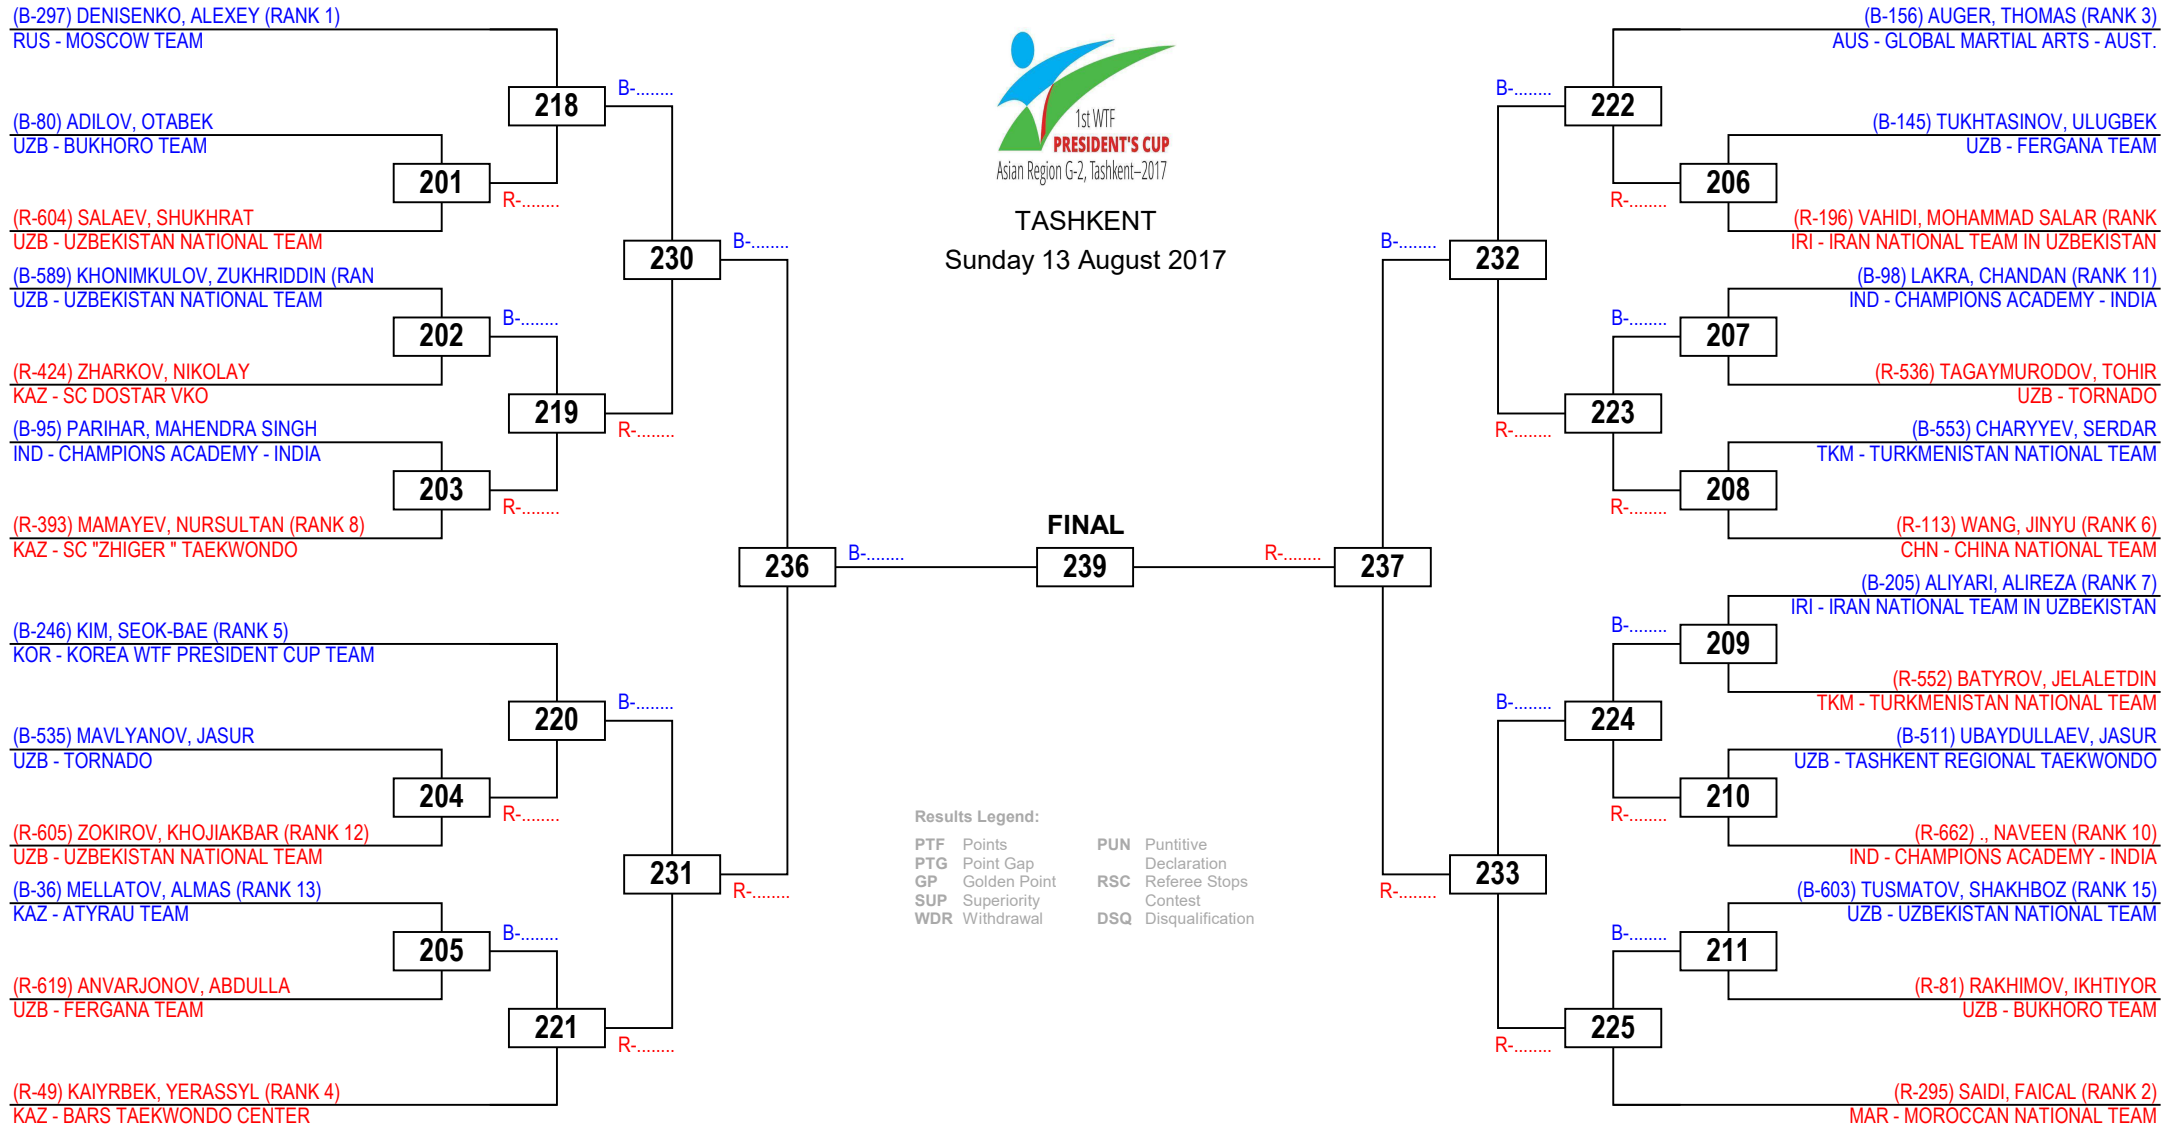 (B-297) DENISENKO, ALEXEY (RANK 1)
RUS - MOSCOW TEAM
218
B-........
(B-80) ADILOV, OTABEK
UZB - BUKHORO TEAM
201
R-........
(R-604) SALAEV, SHUKHRAT
UZB - UZBEKISTAN NATIONAL TEAM
230
B-........
(B-589) KHONIMKULOV, ZUKHRIDDIN (RAN
UZB - UZBEKISTAN NATIONAL TEAM
202
B-........
(R-424) ZHARKOV, NIKOLAY
KAZ - SC DOSTAR VKO
219
R-........
(B-95) PARIHAR, MAHENDRA SINGH
IND - CHAMPIONS ACADEMY - INDIA
203
R-........
(R-393) MAMAYEV, NURSULTAN (RANK 8)
KAZ - SC "ZHIGER " TAEKWONDO
236
B-........
(B-246) KIM, SEOK-BAE (RANK 5)
KOR - KOREA WTF PRESIDENT CUP TEAM
220
B-........
(B-535) MAVLYANOV, JASUR
UZB - TORNADO
204
R-........
(R-605) ZOKIROV, KHOJIAKBAR (RANK 12)
UZB - UZBEKISTAN NATIONAL TEAM
231
R-........
(B-36) MELLATOV, ALMAS (RANK 13)
KAZ - ATYRAU TEAM
205
B-........
(R-619) ANVARJONOV, ABDULLA
UZB - FERGANA TEAM
221
R-........
(R-49) KAIYRBEK, YERASSYL (RANK 4)
KAZ - BARS TAEKWONDO CENTER
1st WTF
PRESIDENT'S CUP
Asian Region G-2, Tashkent–2017
TASHKENT
Sunday 13 August 2017
FINAL
239
Results Legend:
PTF Points
PTG Point Gap
GP Golden Point
SUP Superiority
WDR Withdrawal
PUN Puntitive
Declaration
RSC Referee Stops
Contest
DSQ Disqualification
(B-156) AUGER, THOMAS (RANK 3)
AUS - GLOBAL MARTIAL ARTS - AUST.
B-........
222
(B-145) TUKHTASINOV, ULUGBEK
UZB - FERGANA TEAM
206
R-........
(R-196) VAHIDI, MOHAMMAD SALAR (RANK
IRI - IRAN NATIONAL TEAM IN UZBEKISTAN
B-........
232
(B-98) LAKRA, CHANDAN (RANK 11)
IND - CHAMPIONS ACADEMY - INDIA
B-........
207
(R-536) TAGAYMURODOV, TOHIR
UZB - TORNADO
223
R-........
(B-553) CHARYYEV, SERDAR
TKM - TURKMENISTAN NATIONAL TEAM
208
R-........
(R-113) WANG, JINYU (RANK 6)
CHN - CHINA NATIONAL TEAM
R-........
237
(B-205) ALIYARI, ALIREZA (RANK 7)
IRI - IRAN NATIONAL TEAM IN UZBEKISTAN
B-........
209
(R-552) BATYROV, JELALETDIN
TKM - TURKMENISTAN NATIONAL TEAM
B-........
224
(B-511) UBAYDULLAEV, JASUR
UZB - TASHKENT REGIONAL TAEKWONDO
210
R-........
(R-662) ., NAVEEN (RANK 10)
IND - CHAMPIONS ACADEMY - INDIA
233
R-........
(B-603) TUSMATOV, SHAKHBOZ (RANK 15)
UZB - UZBEKISTAN NATIONAL TEAM
B-........
211
(R-81) RAKHIMOV, IKHTIYOR
UZB - BUKHORO TEAM
225
R-........
(R-295) SAIDI, FAICAL (RANK 2)
MAR - MOROCCAN NATIONAL TEAM